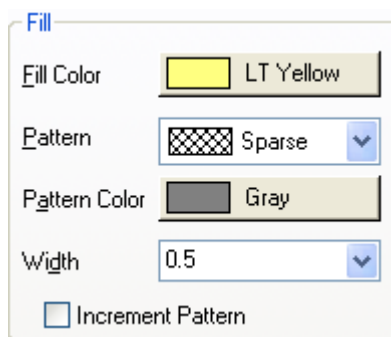 Fill
Fill Color LT Yellow
Pattern Sparse
Pattern Color Gray
Width 0.5
Increment Pattern